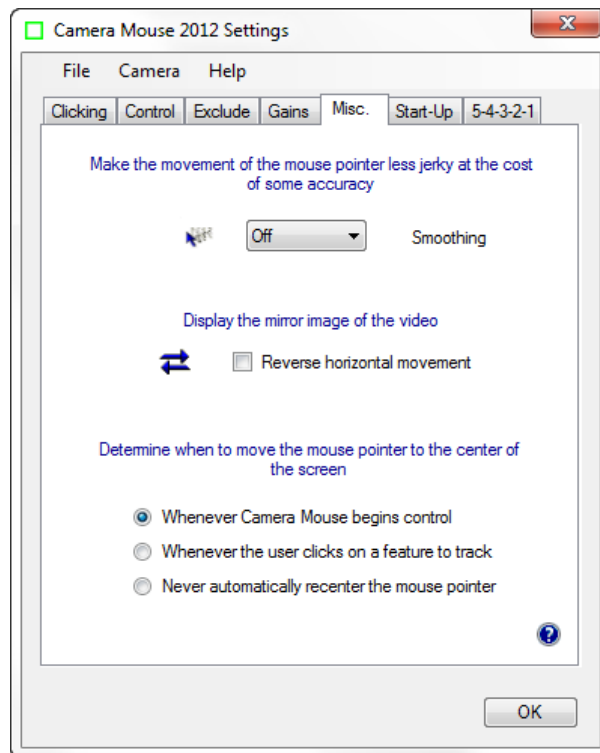 Camera Mouse 2012 Settings
File Camera Help
Clicking Control Exclude Gains Misc. Start-Up 5-4-3-2-1
Make the movement of the mouse pointer less jerky at the cost
of some accuracy
Off Smoothing
Display the mirror image of the video
Reverse horizontal movement
Determine when to move the mouse pointer to the center of
the screen
Whenever Camera Mouse begins control
Whenever the user clicks on a feature to track
Never automatically recenter the mouse pointer
?
OK